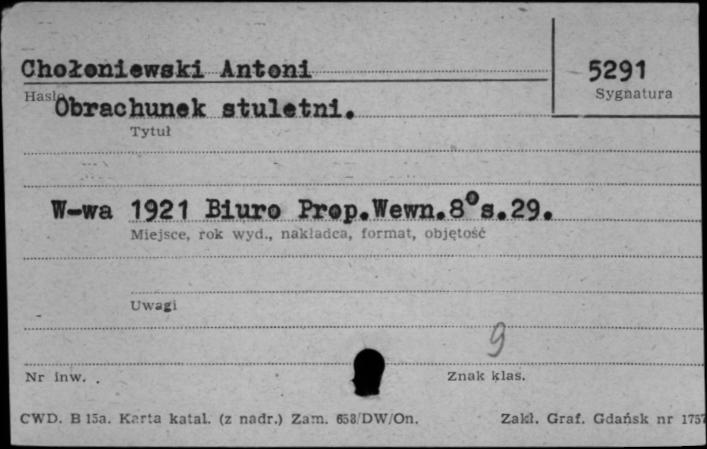 Chołoniewski Antoni
5291
Hasło
Sygnatura
Obrachunek stuletni.
Tytuł
W-wa 1921 Biuro Prop.Wewn.8°s.29.
Miejsce, rok wyd., nakładca, format, objętość
Uwagi
9
Nr inw.
Znak klas.
CWD. B 15a. Karta katal. (z nadr.) Zam. 658/DW/On.
Zakł. Graf. Gdańsk nr 1757